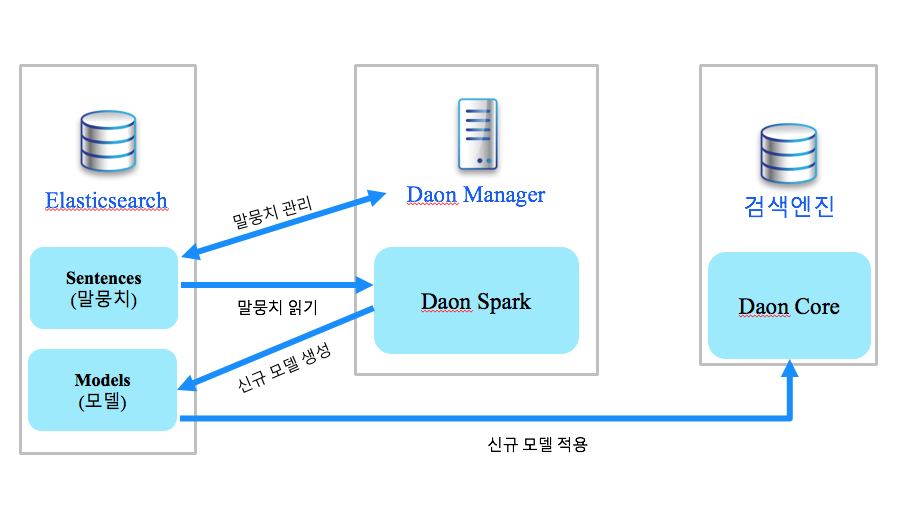 Elasticsearch
Sentences
(말뭉치)
Models
(모델)
말뭉치 관리
말뭉치 읽기
신규 모델 생성
Daon Manager
Daon Spark
검색엔진
Daon Core
신규 모델 적용